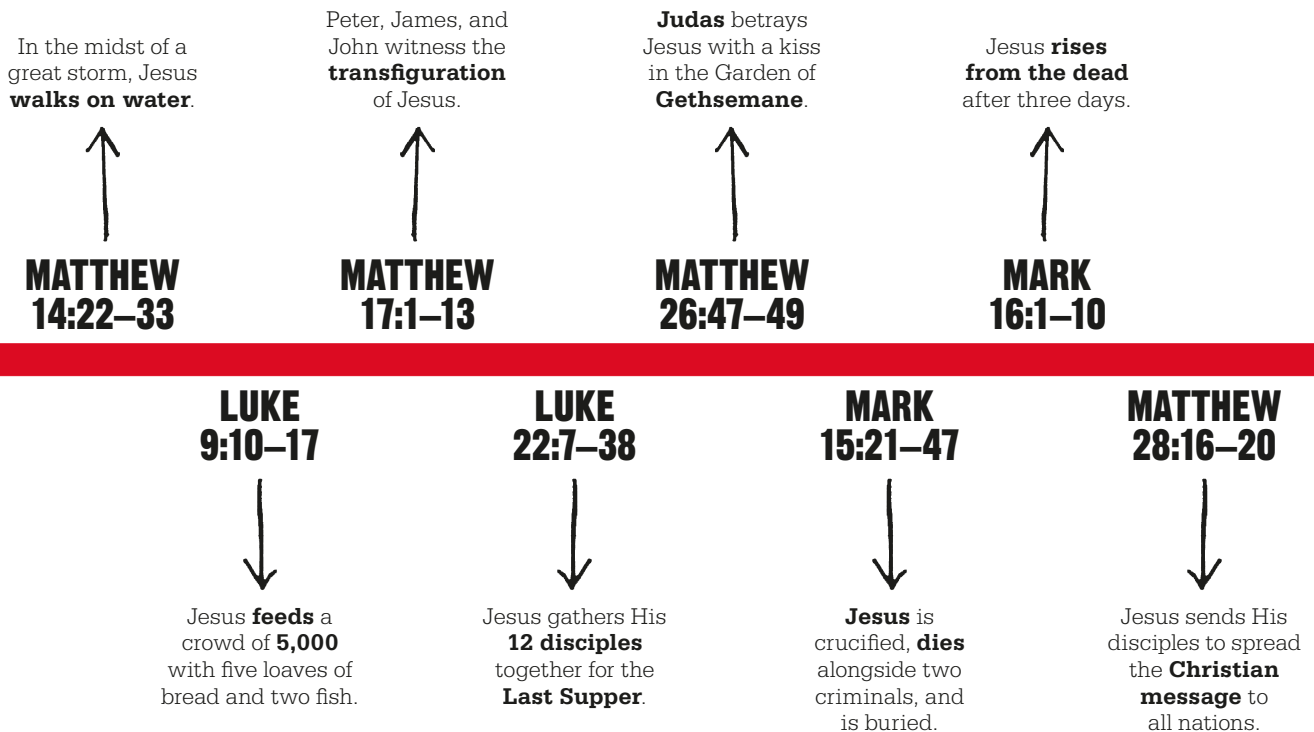 In the midst of a
great storm, Jesus
walks on water.
MATTHEW
14:22–33
LUKE
9:10–17
Jesus feeds a
crowd of 5,000
with five loaves of
bread and two fish.
Peter, James, and
John witness the
transfiguration
of Jesus.
MATTHEW
17:1–13
LUKE
22:7–38
Jesus gathers His
12 disciples
together for the
Last Supper.
Judas betrays
Jesus with a kiss
in the Garden of
Gethsemane.
MATTHEW
26:47–49
MARK
15:21–47
Jesus is
crucified, dies
alongside two
criminals, and
is buried.
Jesus rises
from the dead
after three days.
MARK
16:1–10
MATTHEW
28:16–20
Jesus sends His
disciples to spread
the Christian
message to
all nations.